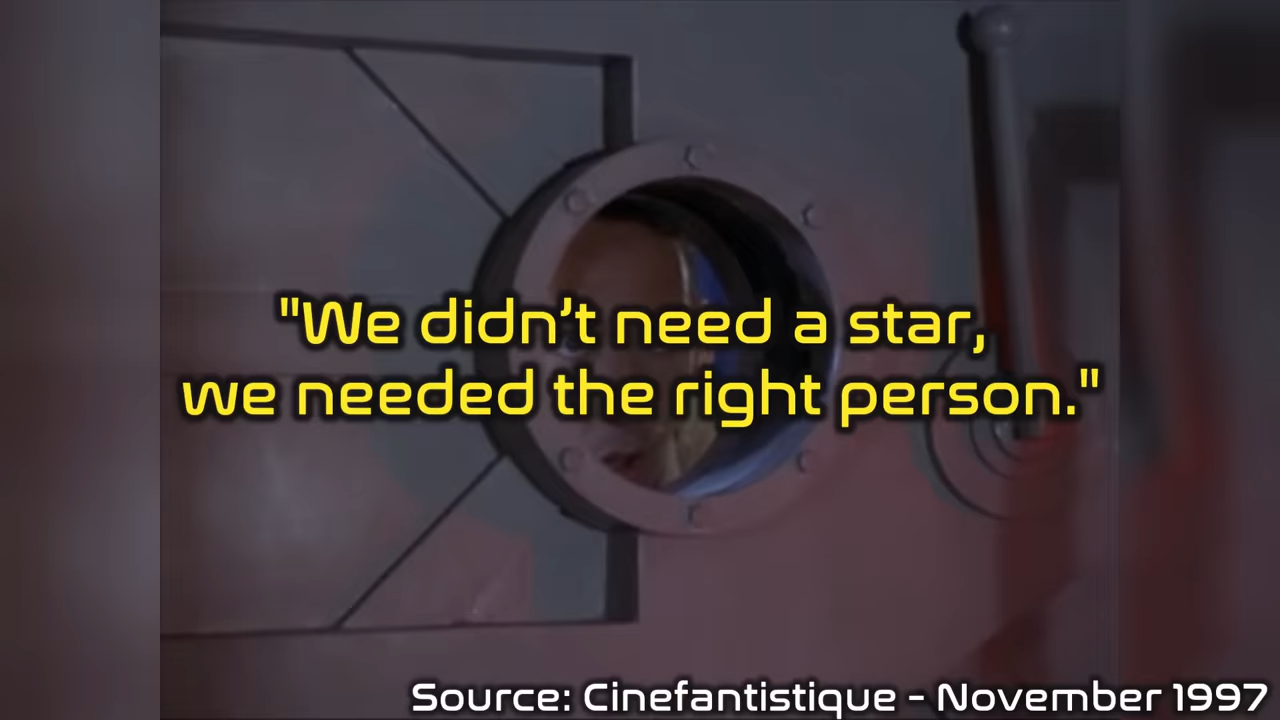 "We didn’t need a star,
we needed the right person."
Source: Cinefantistique - November 1997